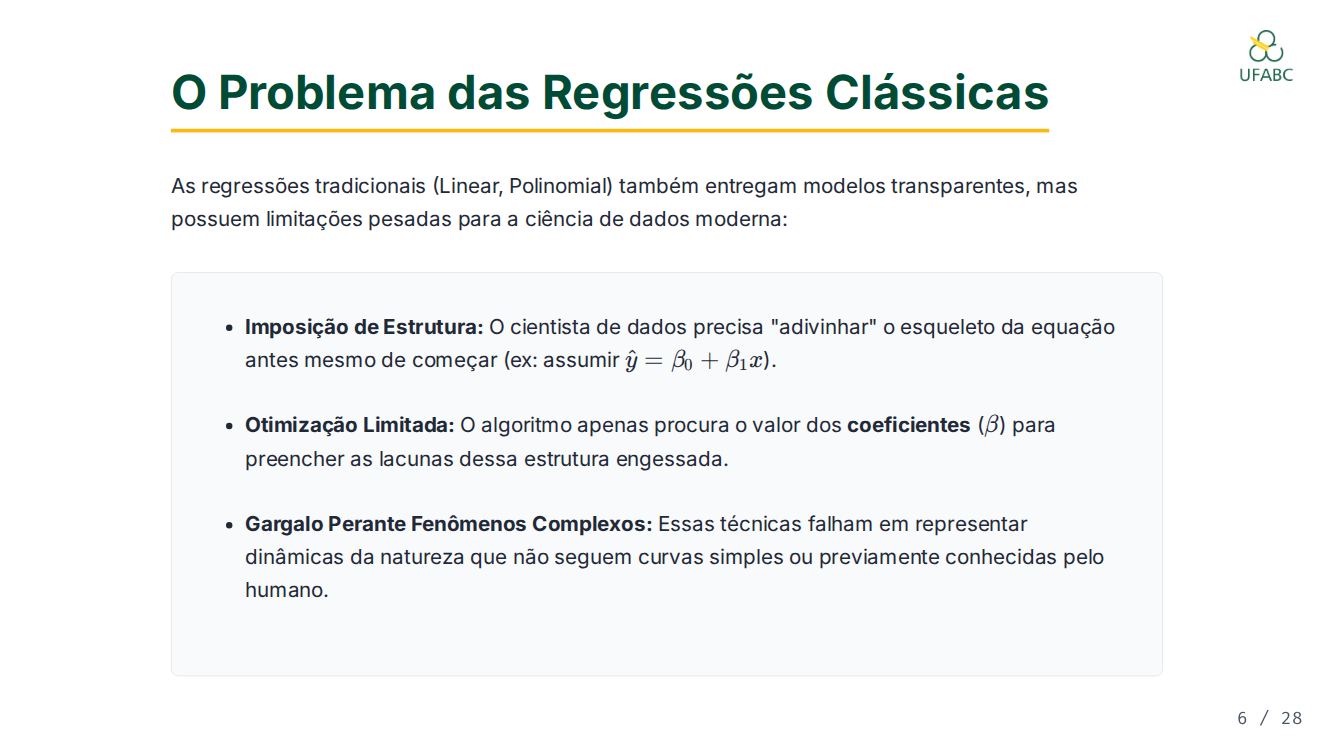 UFABC
O Problema das Regressões Clássicas
As regressões tradicionais (Linear, Polinomial) também entregam modelos transparentes, mas
possuem limitações pesadas para a ciência de dados moderna:
• Imposição de Estrutura: O cientista de dados precisa "adivinhar" o esqueleto da equação
antes mesmo de começar (ex: assumir ŷ = β₀ + β₁x).
• Otimização Limitada: O algoritmo apenas procura o valor dos coeficientes (β) para
preencher as lacunas dessa estrutura engessada.
• Gargalo Perante Fenômenos Complexos: Essas técnicas falham em representar
dinâmicas da natureza que não seguem curvas simples ou previamente conhecidas pelo
humano.
6 / 28